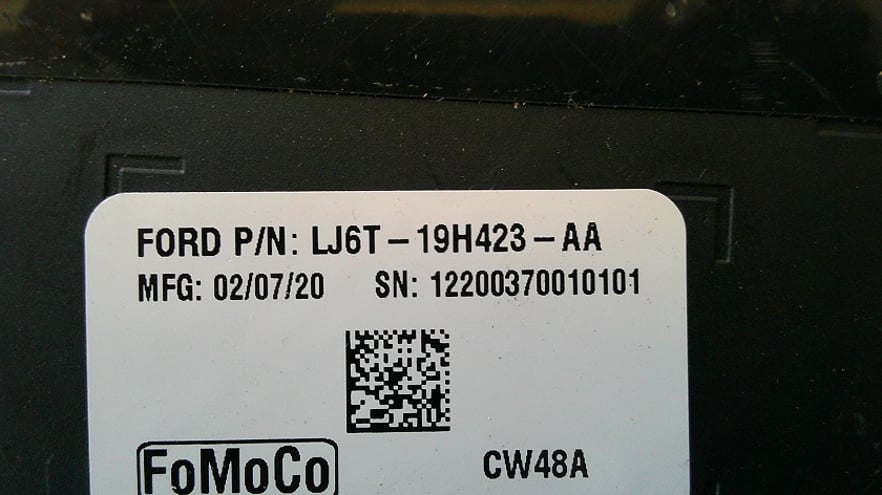 FORD P/N: LJ6T-19H423-AA
MFG: 02/07/20 SN: 12200370010101
FoMoCo CW48A